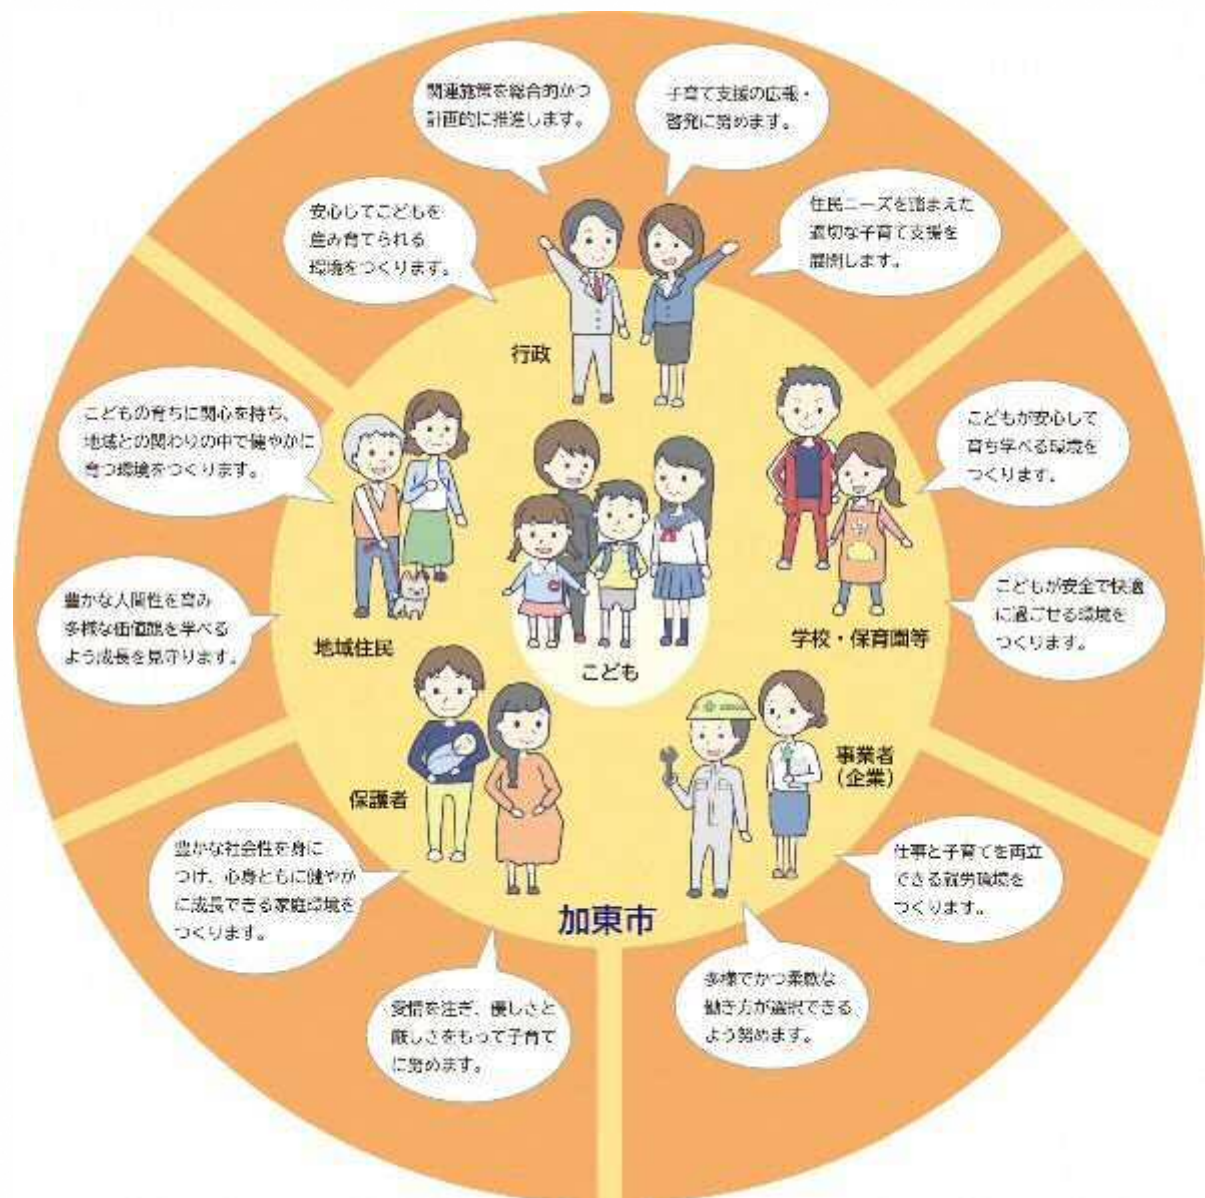 関連施策を総合的かつ
計画的に推進します。
子育て支援の広報・
啓発に努めます。
安心してこどもを
産み育てられる
環境をつくります。
住民ニーズを踏まえた
適切な子育て支援を
展開します。
行政
こどもの育ちに関心を持ち、
地域との関わりの中で健やかに
育つ環境をつくります。
こどもが安心して
育ち学べる環境を
つくります。
豊かな人間性を育み
多様な価値観を学べる
よう成長を見守ります。
地域住民
こども
学校・保育園等
こどもが安全で快適
に過ごせる環境を
つくります。
保護者
事業者
(企業)
豊かな社会性を身に
つけ、心身ともに健やか
に成長できる家庭環境を
つくります。
仕事と子育てを両立
できる就労環境を
つくります。
加東市
愛情を注ぎ、優しさと
厳しさをもって子育て
に努めます。
多様でかつ柔軟な
働き方が選択できる
よう努めます。